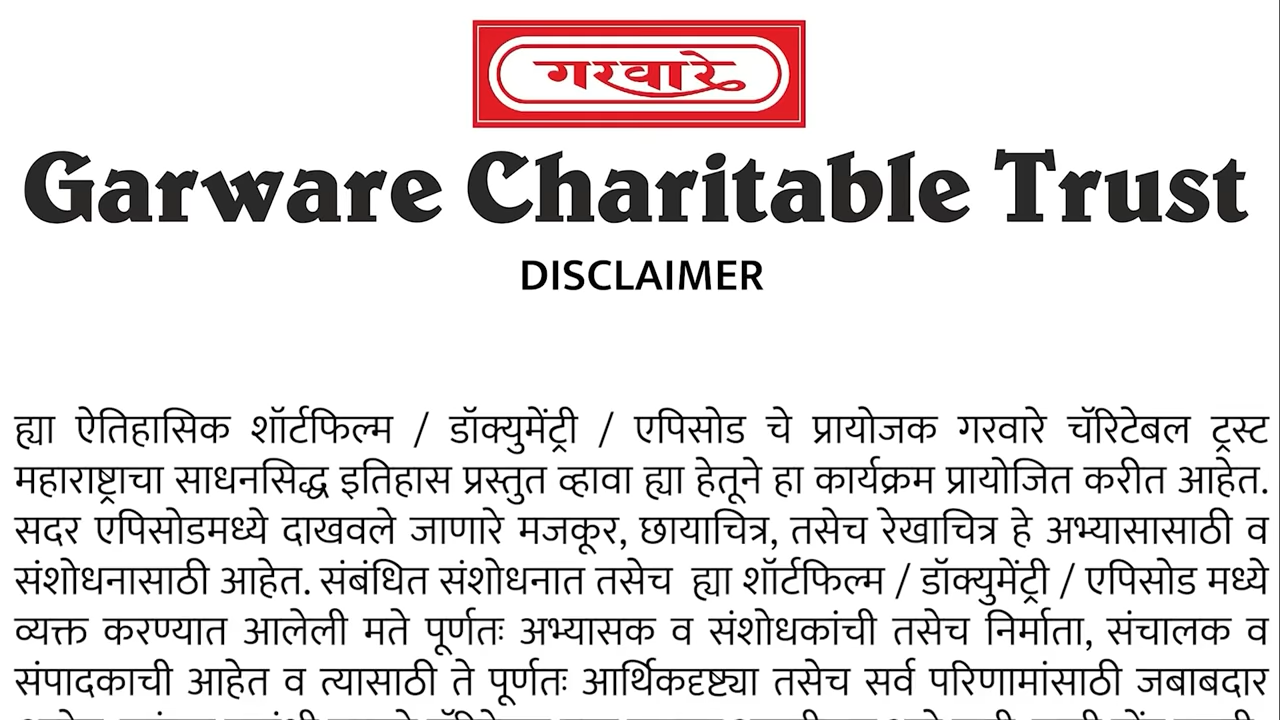 गरवारे
Garware Charitable Trust
DISCLAIMER
ह्या ऐतिहासिक शॉर्टफिल्म / डॉक्युमेंट्री / एपिसोड चे प्रायोजक गरवारे चॅरिटेबल ट्रस्ट
महाराष्ट्राचा साधनसिद्ध इतिहास प्रस्तुत व्हावा ह्या हेतूने हा कार्यक्रम प्रायोजित करीत आहेत.
सदर एपिसोडमध्ये दाखवले जाणारे मजकूर, छायाचित्र, तसेच रेखाचित्र हे अभ्यासासाठी व
संशोधनासाठी आहेत. संबंधित संशोधनात तसेच ह्या शॉर्टफिल्म / डॉक्युमेंट्री / एपिसोड मध्ये
व्यक्त करण्यात आलेली मते पूर्णतः अभ्यासक व संशोधकांची तसेच निर्माता, संचालक व
संपादकाची आहेत व त्यासाठी ते पूर्णतः आर्थिकदृष्ट्या तसेच सर्व परिणामांसाठी जबाबदार